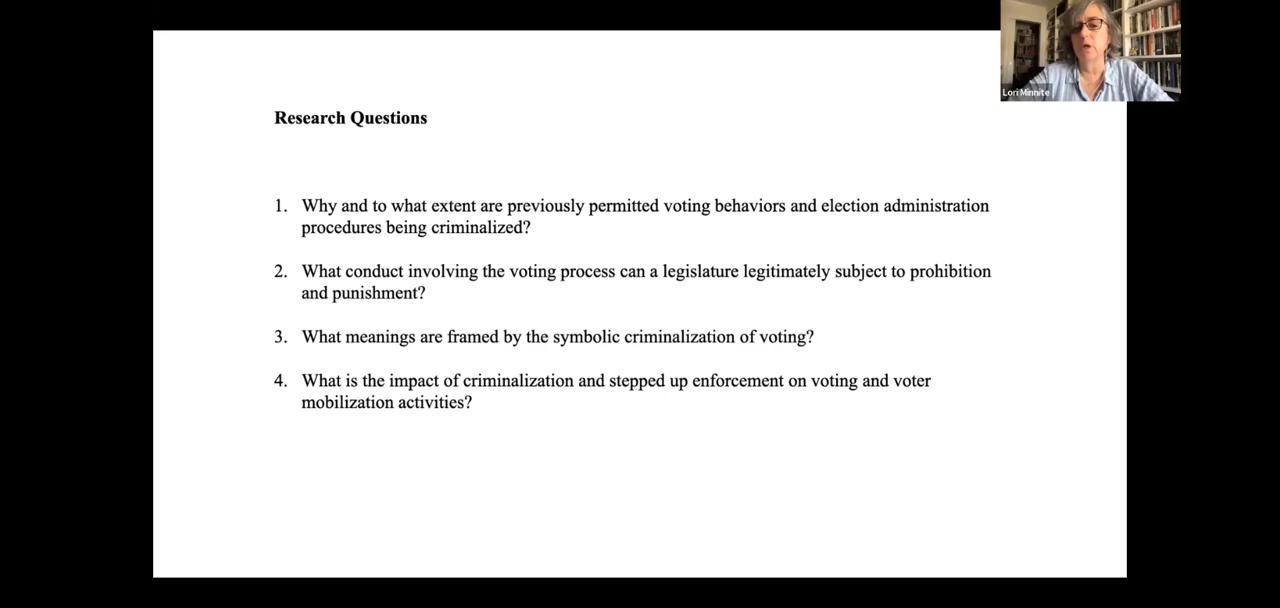 Lori Minnite
Research Questions
1. Why and to what extent are previously permitted voting behaviors and election administration
procedures being criminalized?
2. What conduct involving the voting process can a legislature legitimately subject to prohibition
and punishment?
3. What meanings are framed by the symbolic criminalization of voting?
4. What is the impact of criminalization and stepped up enforcement on voting and voter
mobilization activities?